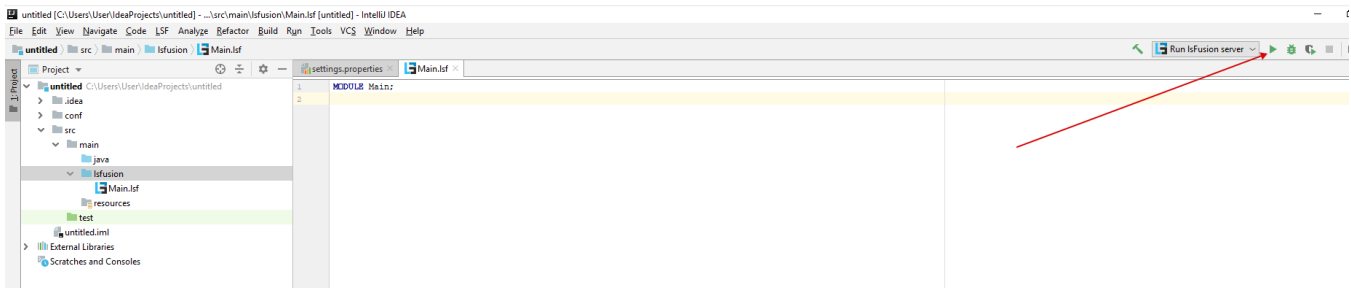 untitled [C:\Users\User\IdeaProjects\untitled] - ...\src\main\lsfusion\Main.lsf [untitled] - IntelliJ IDEA
File Edit View Navigate Code LSF Analyze Refactor Build Run Tools VCS Window Help
untitled src main lsfusion Main.lsf Run lsFusion server
1: Project
Project settings.properties Main.lsf
untitled C:\Users\User\IdeaProjects\untitled
.idea
conf
src
main
java
lsfusion
Main.lsf
resources
test
untitled.iml
External Libraries
Scratches and Consoles
1 MODULE Main;
2